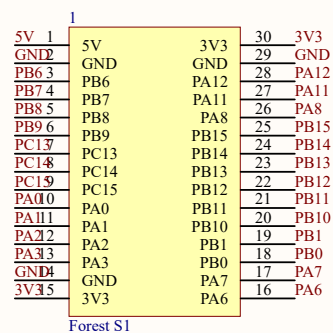 1
5V 1 5V 3V3 30 3V3
GND 2 GND GND 29 GND
PB6 3 PB6 PA12 28 PA12
PB7 4 PB7 PA11 27 PA11
PB8 5 PB8 PA8 26 PA8
PB9 6 PB9 PB15 25 PB15
PC13 7 PC13 PB14 24 PB14
PC14 8 PC14 PB13 23 PB13
PC15 9 PC15 PB12 22 PB12
PA0 10 PA0 PB11 21 PB11
PA1 11 PA1 PB10 20 PB10
PA2 12 PA2 PB1 19 PB1
PA3 13 PA3 PB0 18 PB0
GND 14 GND PA7 17 PA7
3V3 15 3V3 PA6 16 PA6
Forest S1